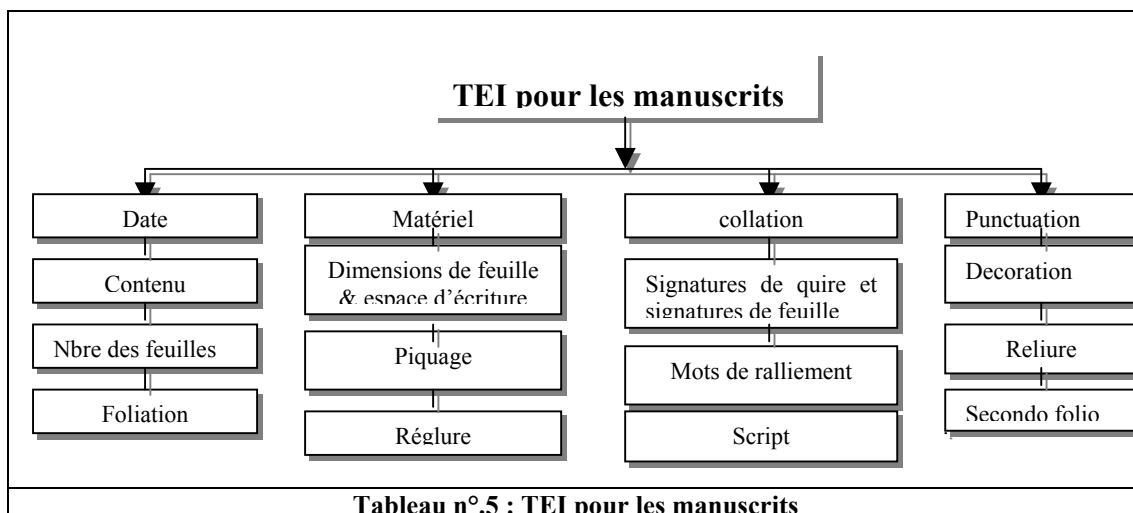 TEI pour les manuscrits
Date
Contenu
Nbre des feuilles
Foliation
Matériel
Dimensions de feuille
& espace d'écriture
Piquage
Réglure
collation
Signatures de quire et
signatures de feuille
Mots de ralliement
Script
Punctuation
Decoration
Reliure
Secondo folio
Tableau n°.5 : TEI pour les manuscrits